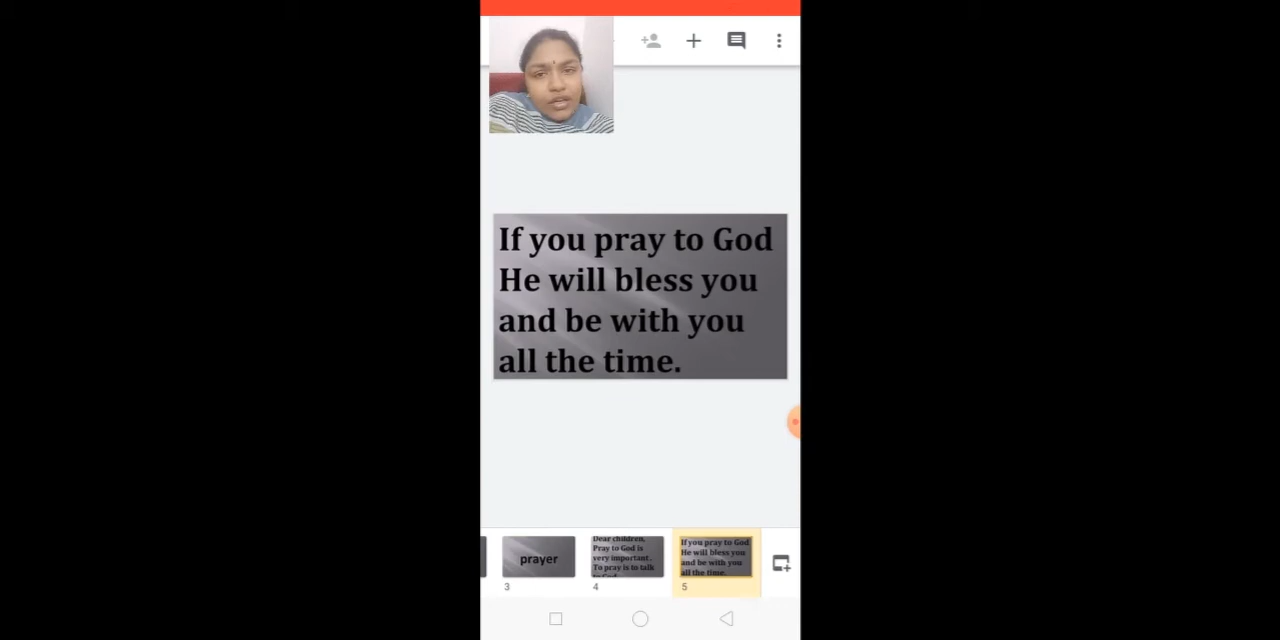 If you pray to God
He will bless you
and be with you
all the time.
prayer
Dear children,
Pray to God is
very important.
To pray is to talk
to God
If you pray to God
He will bless you
and be with you
all the time.
3
4
5